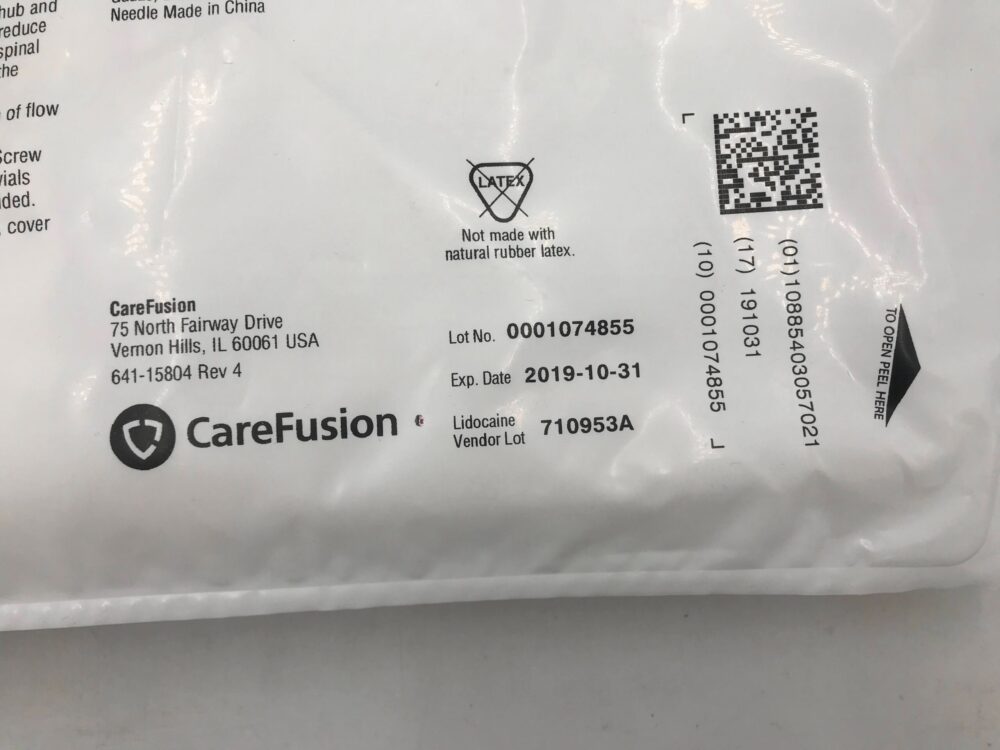 hub and
reduce
spinal
the
of flow
Screw
vials
cover
Needle Made in China
LATEX
Not made with
natural rubber latex.
CareFusion
75 North Fairway Drive
Vernon Hills, IL 60061 USA
641-15804 Rev 4
CareFusion
Lot No. 0001074855
Exp. Date 2019-10-31
Lidocaine
Vendor Lot 710953A
(01)10885403057021
(17) 191031
(10) 0001074855
TO OPEN PEEL HERE